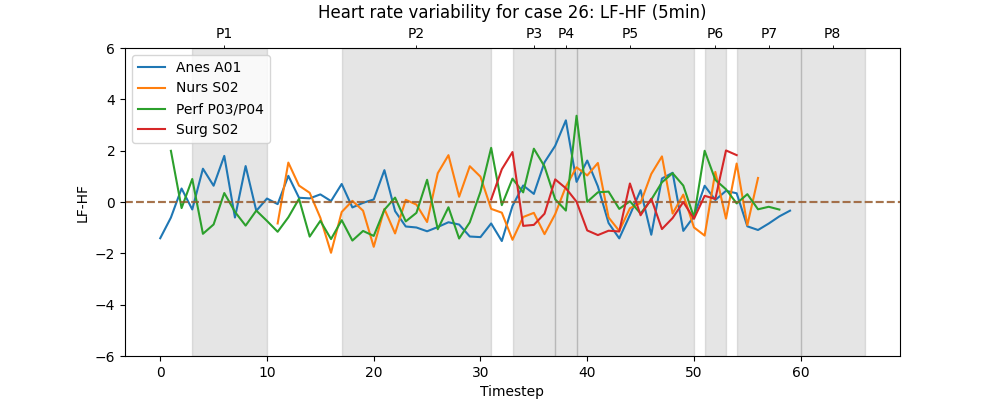 Heart rate variability for case 26: LF-HF (5min)
P1 P2 P3 P4 P5 P6 P7 P8
6
4
2
0
−2
−4
−6
LF-HF
Anes A01
Nurs S02
Perf P03/P04
Surg S02
0 10 20 30 40 50 60
Timestep